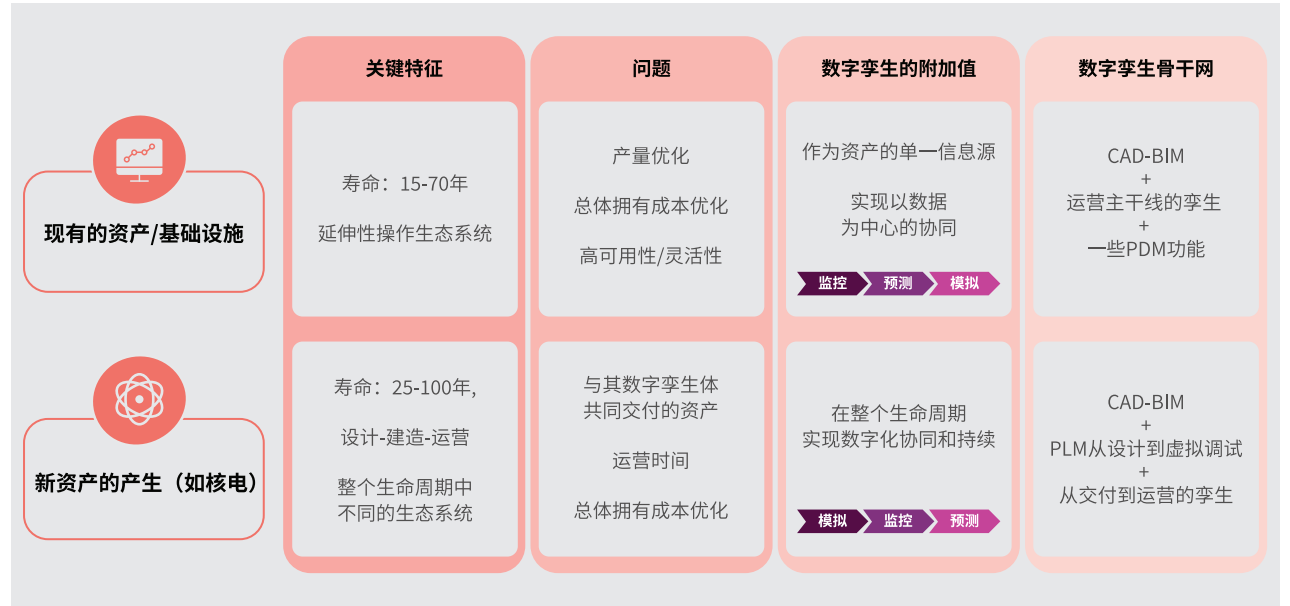 关键特征
问题
数字孪生的附加值
数字孪生骨干网
现有的资产/基础设施
寿命：15-70年
延伸性操作生态系统
产量优化
总体拥有成本优化
高可用性/灵活性
作为资产的单一信息源
实现以数据
为中心的协同
监控
预测
模拟
CAD-BIM
+
运营主干线的孪生
+
一些PDM功能
新资产的产生（如核电）
寿命：25-100年,
设计-建造-运营
整个生命周期中
不同的生态系统
与其数字孪生体
共同交付的资产
运营时间
总体拥有成本优化
在整个生命周期
实现数字化协同和持续
模拟
监控
预测
CAD-BIM
+
PLM从设计到虚拟调试
+
从交付到运营的孪生